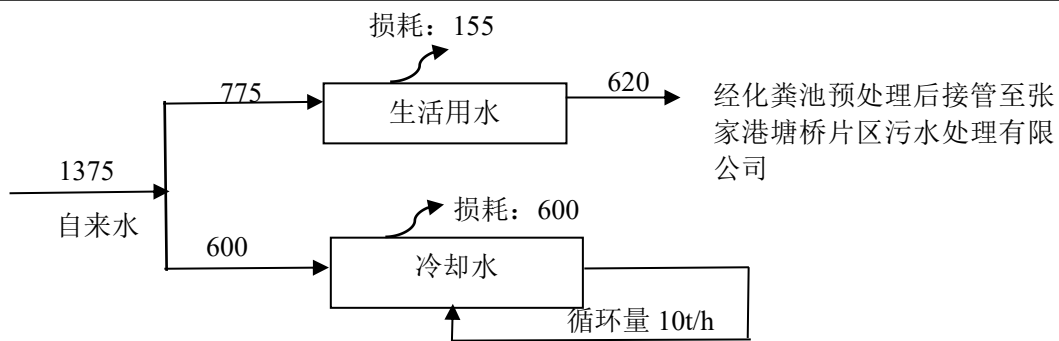 损耗：155
775
生活用水
620
经化粪池预处理后接管至张
家港塘桥片区污水处理有限
公司
1375
自来水
损耗：600
600
冷却水
循环量 10t/h